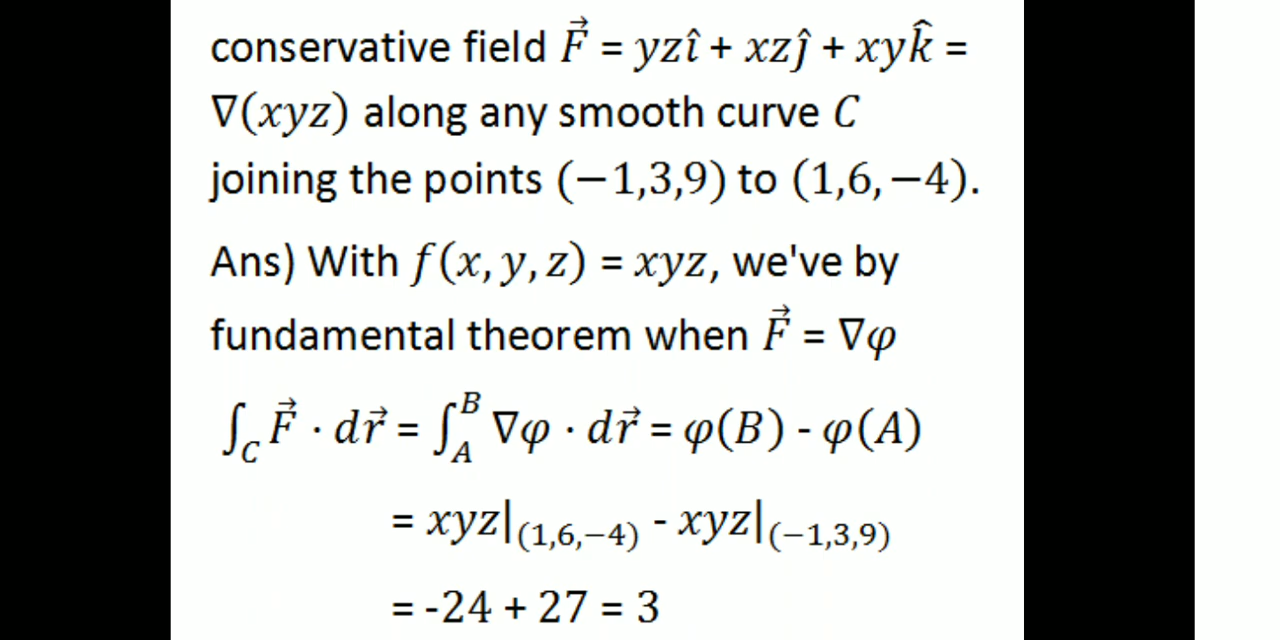 conservative field F⃗ = yzî + xzĵ + xyk̂ =
∇(xyz) along any smooth curve C
joining the points (−1,3,9) to (1,6,−4).
Ans) With f(x, y, z) = xyz, we've by
fundamental theorem when F⃗ = ∇φ
∫_C F⃗ · dr⃗ = ∫_A^B ∇φ · dr⃗ = φ(B) - φ(A)
= xyz|_(1,6,−4) - xyz|_(−1,3,9)
= -24 + 27 = 3